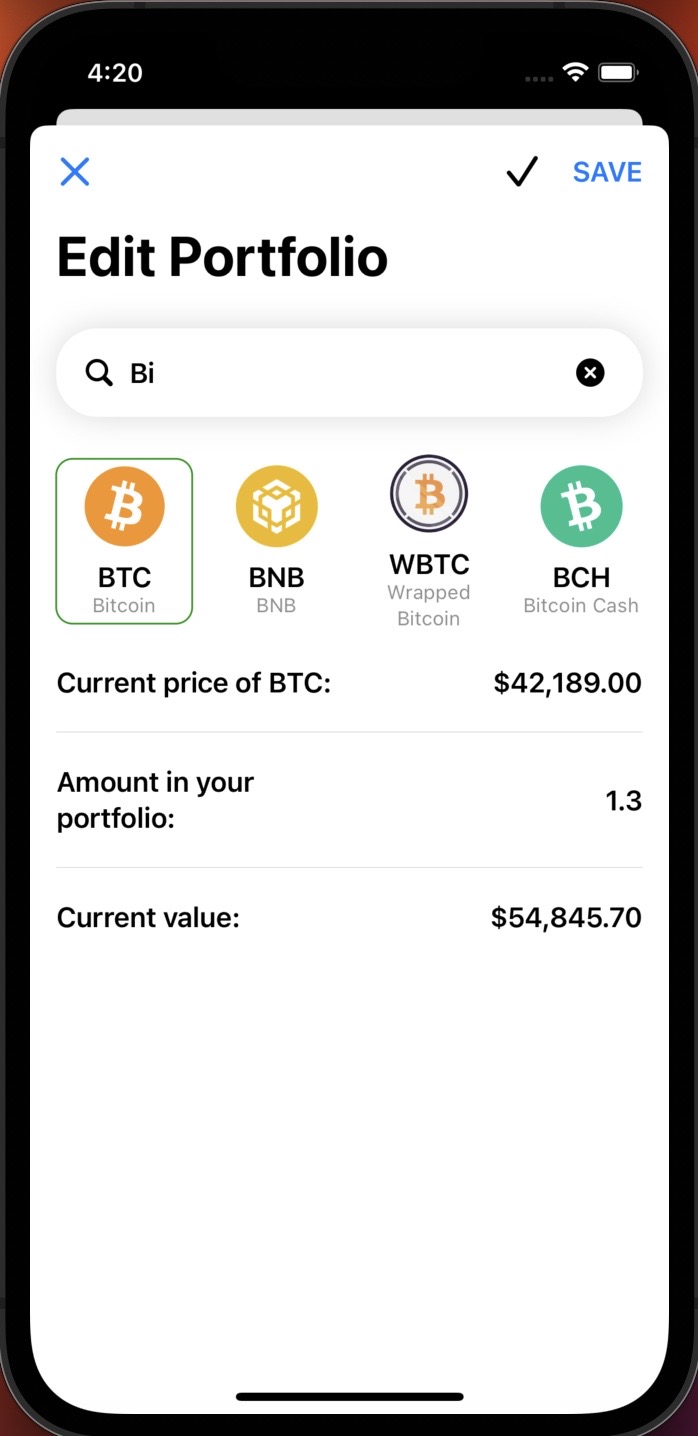 4:20
SAVE
Edit Portfolio
Bi
BTC
Bitcoin
BNB
BNB
WBTC
Wrapped
Bitcoin
BCH
Bitcoin Cash
Current price of BTC: $42,189.00
Amount in your
portfolio: 1.3
Current value: $54,845.70